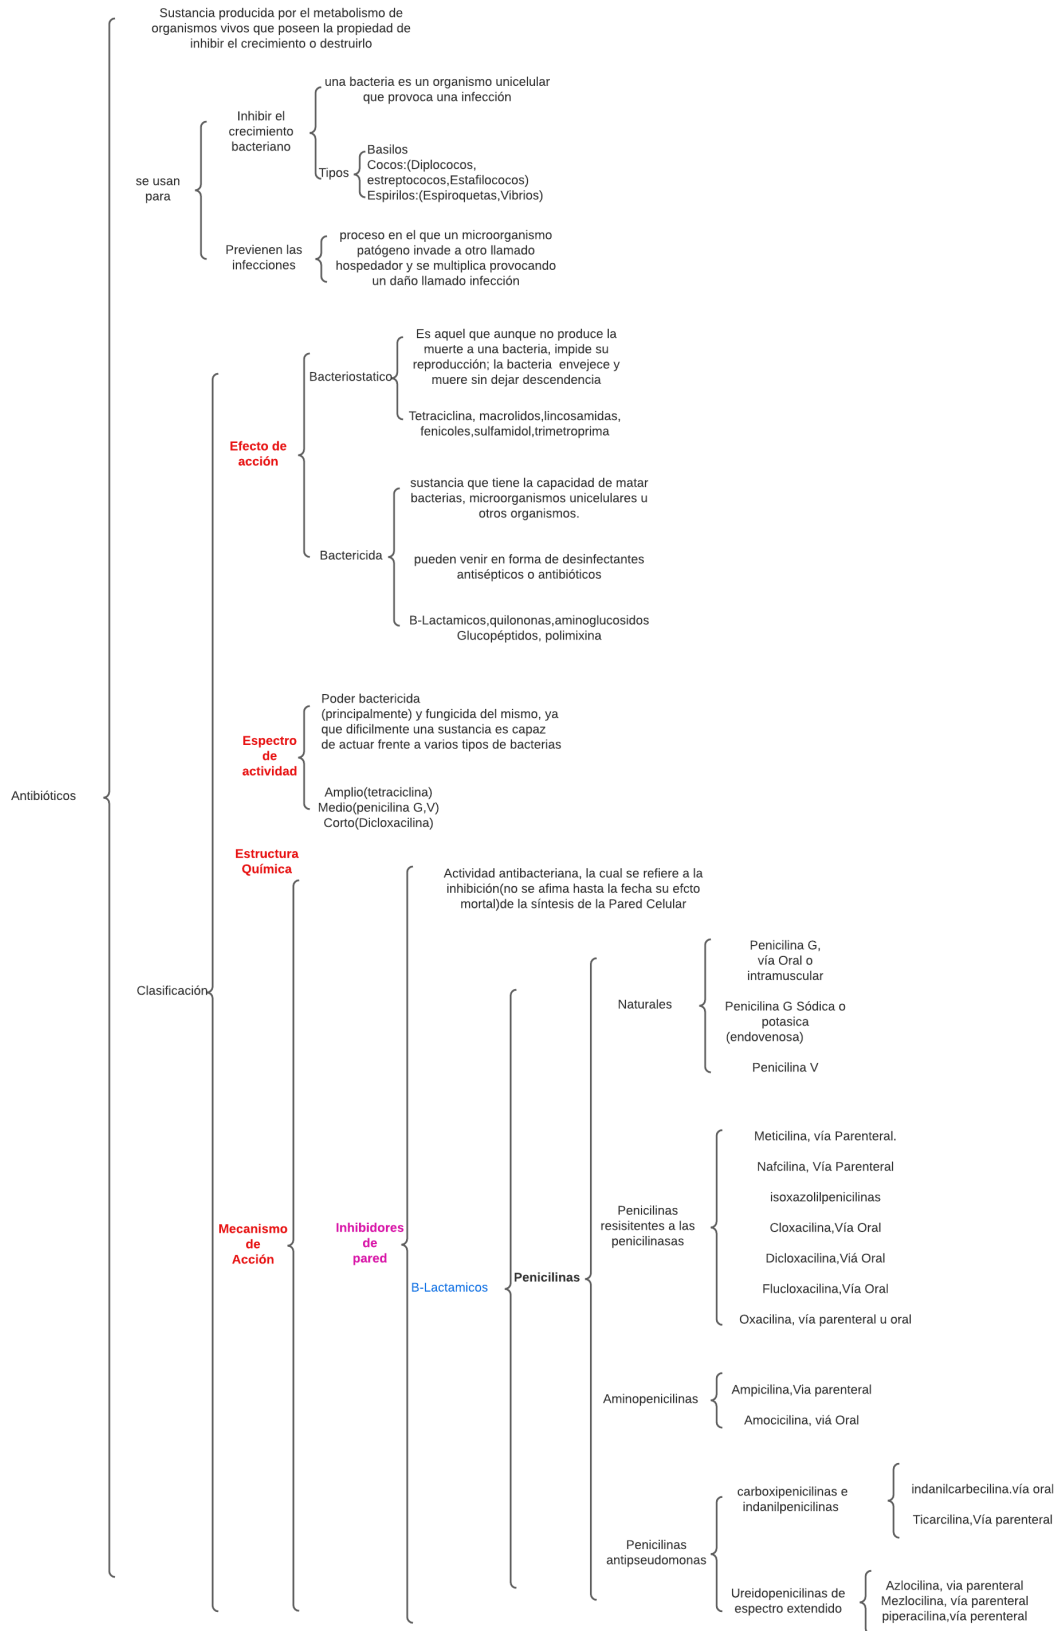 Sustancia producida por el metabolismo de
organismos vivos que poseen la propiedad de
inhibir el crecimiento o destruirlo
una bacteria es un organismo unicelular
que provoca una infección
Inhibir el
crecimiento
bacteriano
Tipos
Basilos
Cocos:(Diplococos,
estreptococos,Estafilococos)
Espirilos:(Espiroquetas,Vibrios)
se usan
para
Previenen las
infecciones
proceso en el que un microorganismo
patógeno invade a otro llamado
hospedador y se multiplica provocando
un daño llamado infección
Es aquel que aunque no produce la
muerte a una bacteria, impide su
reproducción; la bacteria  envejece y
muere sin dejar descendencia
Bacteriostatico
Tetraciclina, macrolidos,lincosamidas,
fenicoles,sulfamidol,trimetroprima
Efecto de
acción
sustancia que tiene la capacidad de matar
bacterias, microorganismos unicelulares u
otros organismos.
Bactericida
pueden venir en forma de desinfectantes
antisépticos o antibióticos
B-Lactamicos,quilononas,aminoglucosidos
Glucopéptidos, polimixina
Poder bactericida
(principalmente) y fungicida del mismo, ya
que dificilmente una sustancia es capaz
de actuar frente a varios tipos de bacterias
Espectro
de
actividad
Amplio(tetraciclina)
Medio(penicilina G,V)
Corto(Dicloxacilina)
Antibióticos
Estructura
Química
Actividad antibacteriana, la cual se refiere a la
inhibición(no se afima hasta la fecha su efcto
mortal)de la síntesis de la Pared Celular
Clasificación
Naturales
Penicilina G,
vía Oral o
intramuscular
Penicilina G Sódica o
potasica
(endovenosa)
Penicilina V
Meticilina, vía Parenteral.
Nafcilina, Vía Parenteral
isoxazolilpenicilinas
Penicilinas
resisitentes a las
penicilinasas
Cloxacilina,Vía Oral
Dicloxacilina,Viá Oral
Flucloxacilina,Vía Oral
Oxacilina, vía parenteral u oral
Mecanismo
de
Acción
Inhibidores
de
pared
B-Lactamicos
Penicilinas
Aminopenicilinas
Ampicilina,Via parenteral
Amocicilina, viá Oral
carboxipenicilinas e
indanilpenicilinas
indanilcarbecilina.vía oral
Ticarcilina,Vía parenteral
Penicilinas
antipseudomonas
Ureidopenicilinas de
espectro extendido
Azlocilina, via parenteral
Mezlocilina, vía parenteral
piperacilina,vía perenteral